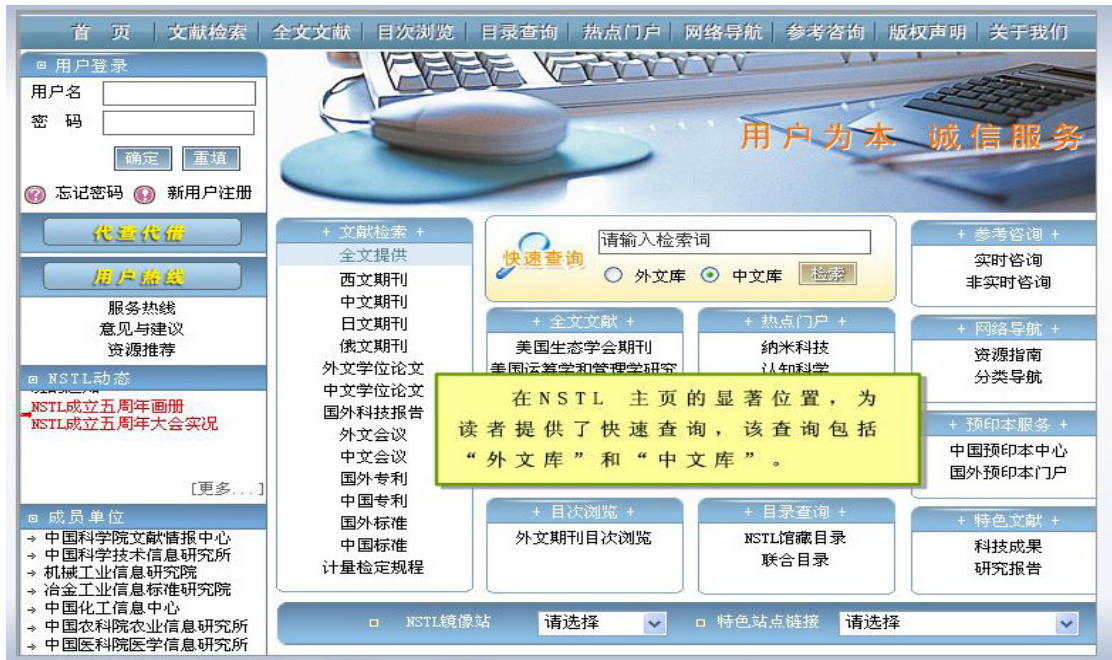 首 页 文献检索 全文文献 目次浏览 目录查询 热点门户 网络导航 参考咨询 版权声明 关于我们
用户登录
用户名
密 码
确定 重填
忘记密码 新用户注册
代查代借
用户热线
服务热线
意见与建议
资源推荐
NSTL动态
NSTL成立五周年画册
NSTL成立五周年大会实况
[更多...]
成员单位
中国科学院文献情报中心
中国科学技术信息研究所
机械工业信息研究院
冶金工业信息标准研究院
中国化工信息中心
中国农科院农业信息研究所
中国医科院医学信息研究所
用户为本 诚信服务
+ 文献检索 +
全文提供
西文期刊
中文期刊
日文期刊
俄文期刊
外文学位论文
中文学位论文
国外科技报告
外文会议
中文会议
国外专利
中国专利
国外标准
中国标准
计量检定规程
快速查询
请输入检索词
外文库 中文库 检索
+ 全文文献 +
美国生态学会期刊
美国运筹学和管理学研究
+ 热点门户 +
纳米科技
认知科学
在NSTL 主页的显著位置，为
读者提供了快速查询，该查询包括
“外文库”和“中文库”。
+ 目次浏览 +
外文期刊目次浏览
+ 目录查询 +
NSTL馆藏目录
联合目录
+ 参考咨询 +
实时咨询
非实时咨询
+ 网络导航 +
资源指南
分类导航
+ 预印本服务 +
中国预印本中心
国外预印本门户
+ 特色文献 +
科技成果
研究报告
NSTL镜像站 请选择 特色站点链接 请选择